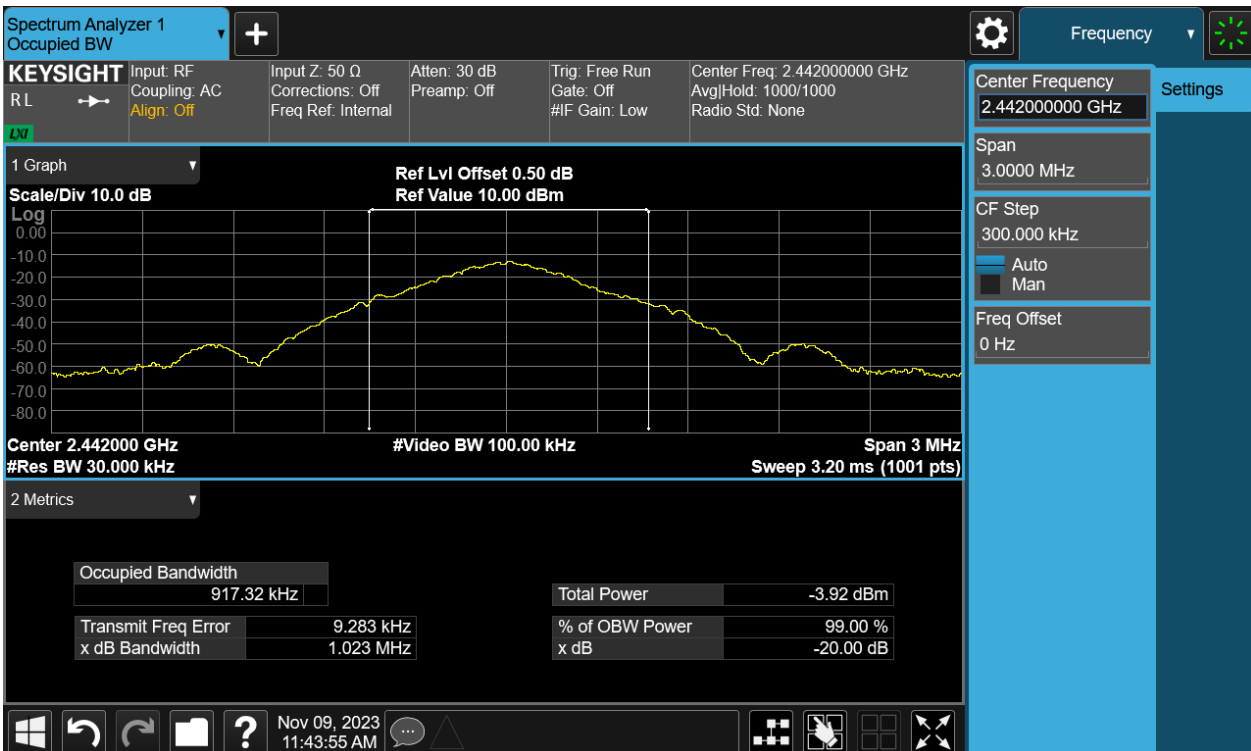 Spectrum Analyzer 1
Occupied BW
Frequency
KEYSIGHT
R L
LXI
Input: RF
Coupling: AC
Align: Off
Input Z: 50 Ω
Corrections: Off
Freq Ref: Internal
Atten: 30 dB
Preamp: Off
Trig: Free Run
Gate: Off
#IF Gain: Low
Center Freq: 2.442000000 GHz
Avg|Hold: 1000/1000
Radio Std: None
Center Frequency
2.442000000 GHz
Settings
Span
3.0000 MHz
CF Step
300.000 kHz
Auto
Man
Freq Offset
0 Hz
1 Graph
Scale/Div 10.0 dB
Ref Lvl Offset 0.50 dB
Ref Value 10.00 dBm
Log
0.00
-10.0
-20.0
-30.0
-40.0
-50.0
-60.0
-70.0
-80.0
Center 2.442000 GHz
#Video BW 100.00 kHz
Span 3 MHz
#Res BW 30.000 kHz
Sweep 3.20 ms (1001 pts)
2 Metrics
Occupied Bandwidth
917.32 kHz
Total Power -3.92 dBm
Transmit Freq Error 9.283 kHz
% of OBW Power 99.00 %
x dB Bandwidth 1.023 MHz
x dB -20.00 dB
?
Nov 09, 2023
11:43:55 AM